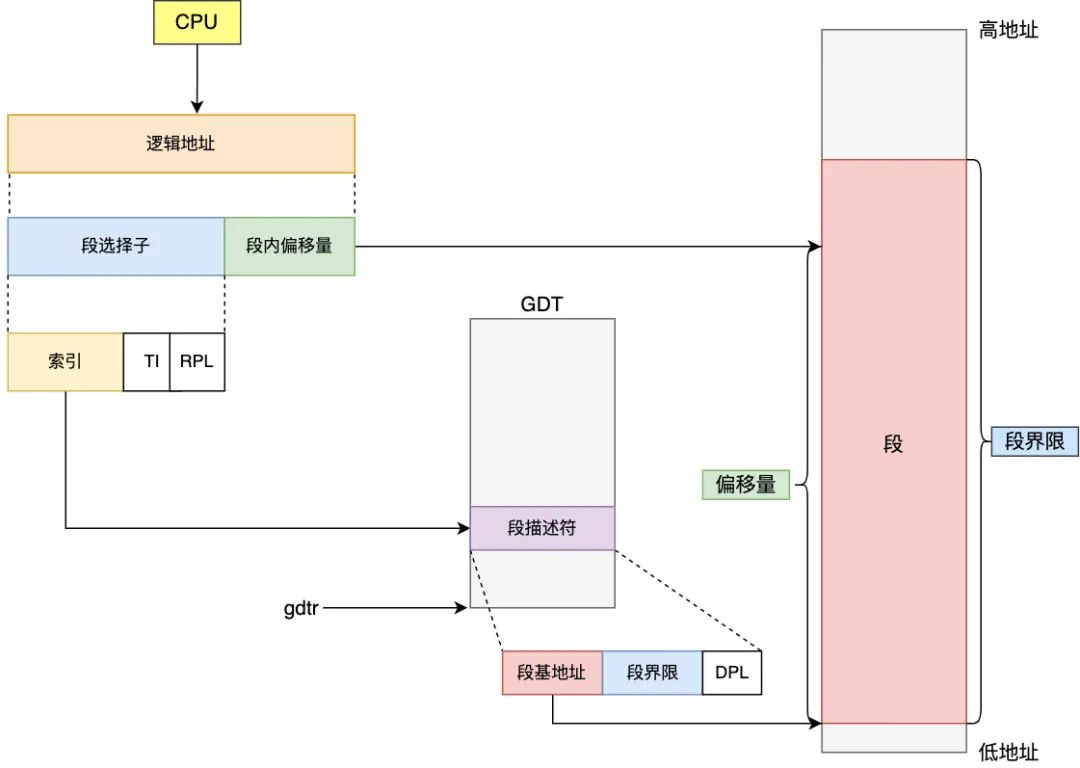 CPU
高地址
逻辑地址
段选择子
段内偏移量
GDT
索引
TI
RPL
段
段界限
偏移量
段描述符
gdtr
段基地址
段界限
DPL
低地址